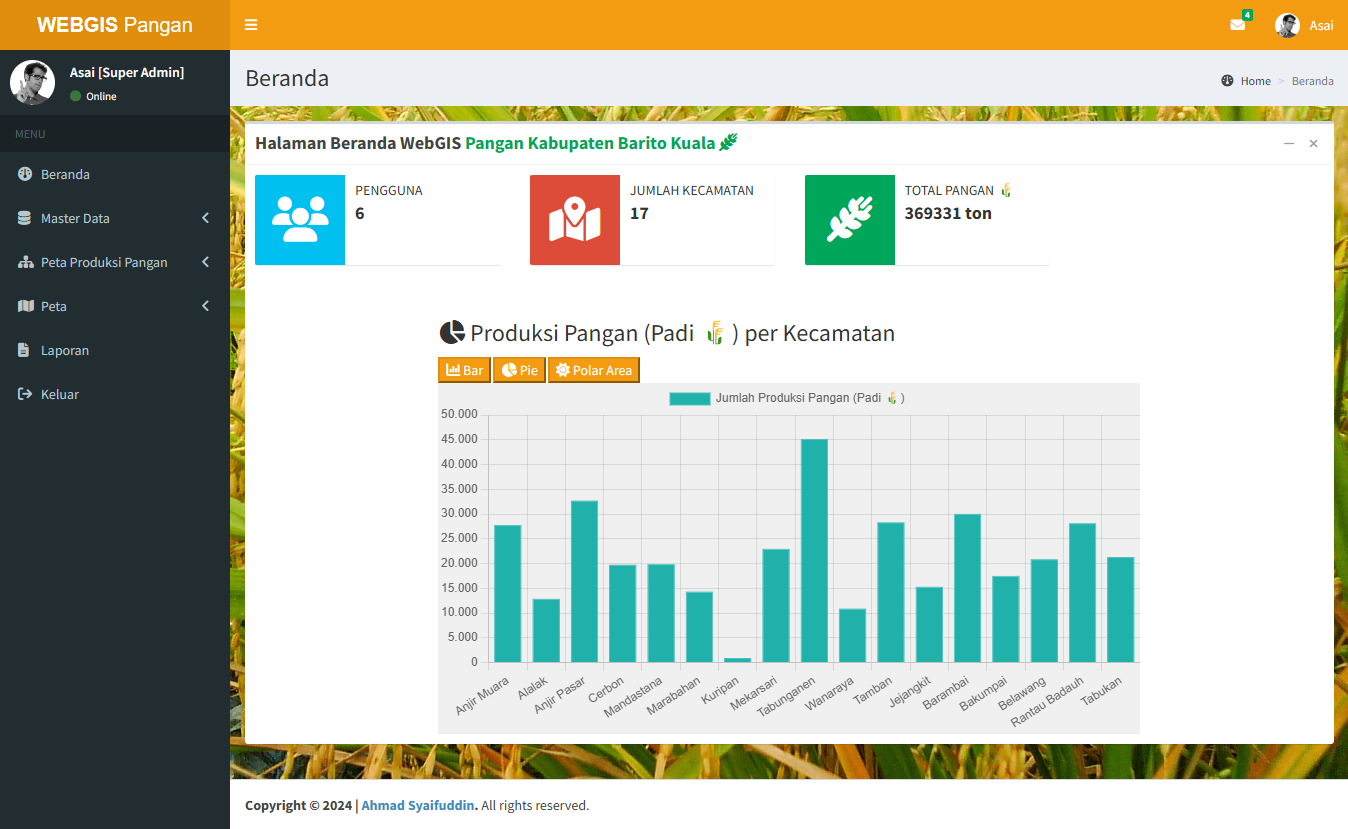 WEBGIS Pangan
4
Asai
Asai [Super Admin]
Online
MENU
Beranda
Master Data
Peta Produksi Pangan
Peta
Laporan
Keluar
Beranda
Home > Beranda
Halaman Beranda WebGIS Pangan Kabupaten Barito Kuala
PENGGUNA
6
JUMLAH KECAMATAN
17
TOTAL PANGAN
369331 ton
Produksi Pangan (Padi ) per Kecamatan
Bar Pie Polar Area
Jumlah Produksi Pangan (Padi )
50.000
45.000
40.000
35.000
30.000
25.000
20.000
15.000
10.000
5.000
0
Anjir Muara
Alalak
Anjir Pasar
Cerbon
Mandastana
Marabahan
Kuripan
Mekarsari
Tabunganen
Wanaraya
Tamban
Jejangkit
Barambai
Bakumpai
Belawang
Rantau Badauh
Tabukan
Copyright © 2024 | Ahmad Syaifuddin. All rights reserved.